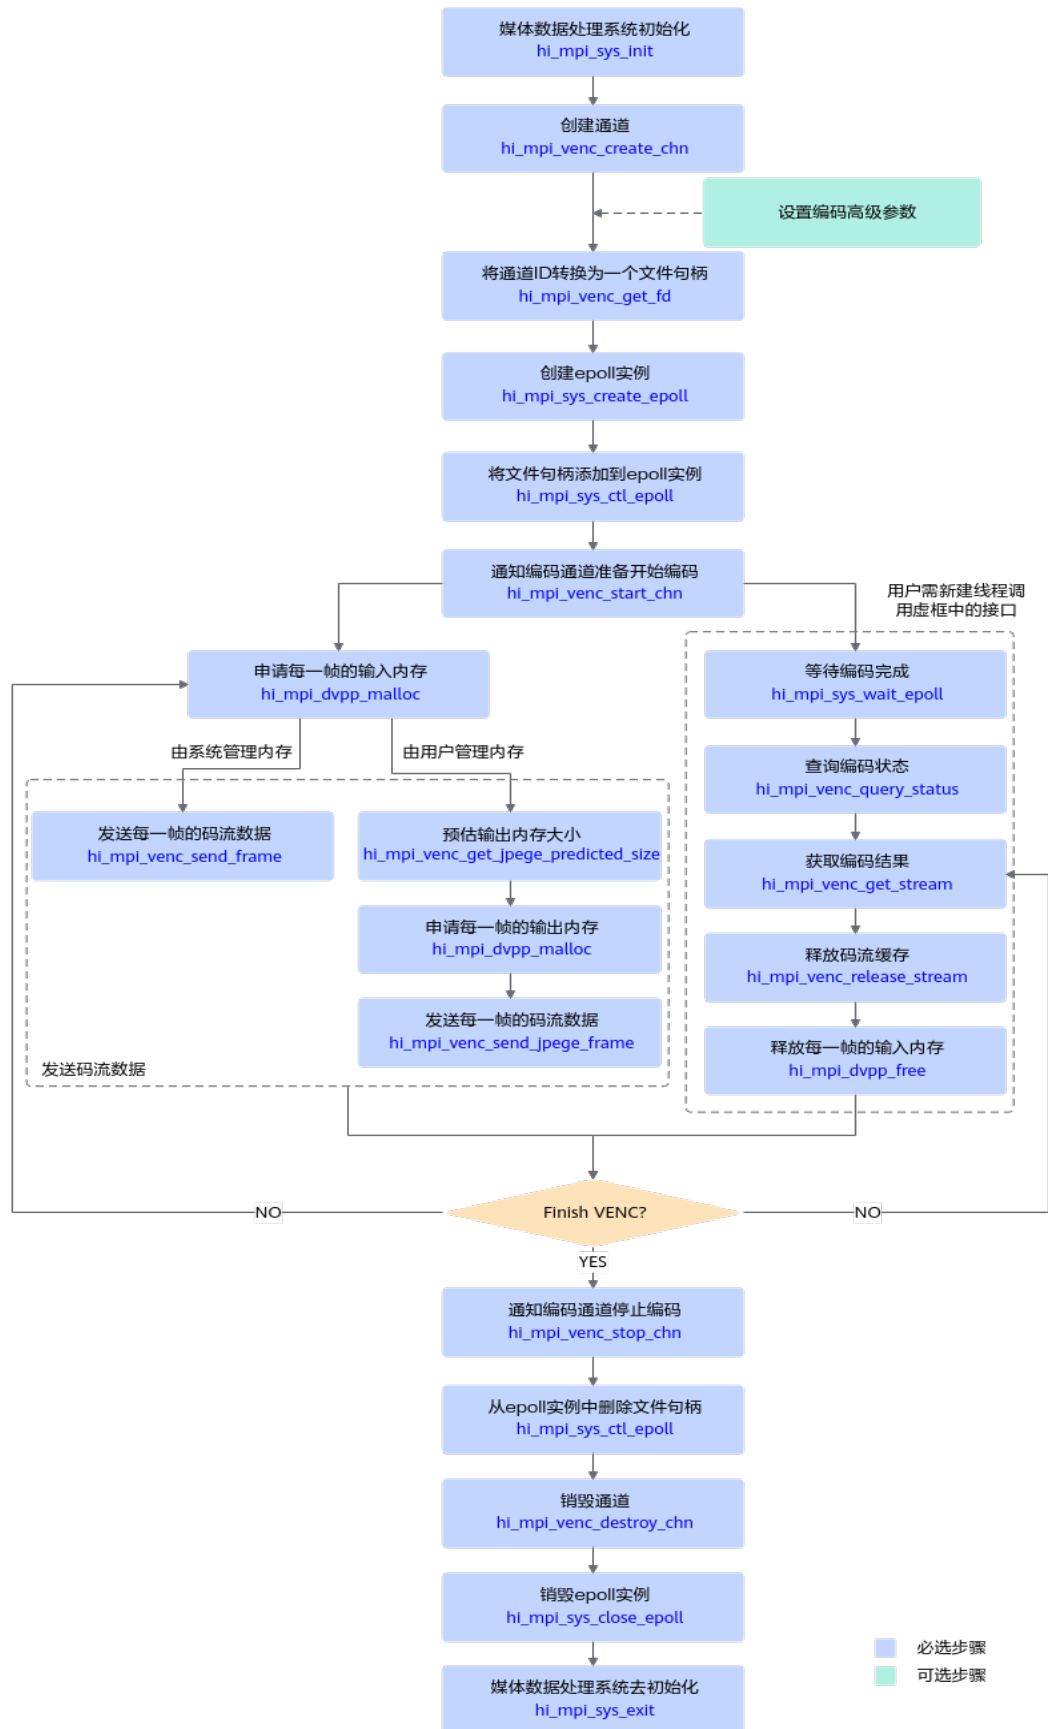 媒体数据处理系统初始化
hi_mpi_sys_init
创建通道
hi_mpi_venc_create_chn
设置编码高级参数
将通道ID转换为一个文件句柄
hi_mpi_venc_get_fd
创建epoll实例
hi_mpi_sys_create_epoll
将文件句柄添加到epoll实例
hi_mpi_sys_ctl_epoll
通知编码通道准备开始编码
hi_mpi_venc_start_chn
用户需新建线程调
用虚框中的接口
申请每一帧的输入内存
hi_mpi_dvpp_malloc
由系统管理内存
由用户管理内存
发送每一帧的码流数据
hi_mpi_venc_send_frame
预估输出内存大小
hi_mpi_venc_get_jpege_predicted_size
申请每一帧的输出内存
hi_mpi_dvpp_malloc
发送每一帧的码流数据
hi_mpi_venc_send_jpege_frame
发送码流数据
等待编码完成
hi_mpi_sys_wait_epoll
查询编码状态
hi_mpi_venc_query_status
获取编码结果
hi_mpi_venc_get_stream
释放码流缓存
hi_mpi_venc_release_stream
释放每一帧的输入内存
hi_mpi_dvpp_free
NO
Finish VENC?
NO
YES
通知编码通道停止编码
hi_mpi_venc_stop_chn
从epoll实例中删除文件句柄
hi_mpi_sys_ctl_epoll
销毁通道
hi_mpi_venc_destroy_chn
销毁epoll实例
hi_mpi_sys_close_epoll
媒体数据处理系统去初始化
hi_mpi_sys_exit
必选步骤
可选步骤